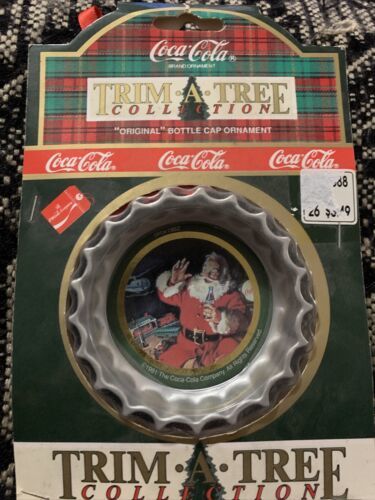 Coca-Cola®
BRAND ORNAMENT
TRIM·A·TREE
COLLECTION
"ORIGINAL" BOTTLE CAP ORNAMENT
Coca-Cola® Coca-Cola® Coca-Cola®
©1991 The Coca-Cola Company. All Rights Reserved.
TRIM·A·TREE
COLLECTION